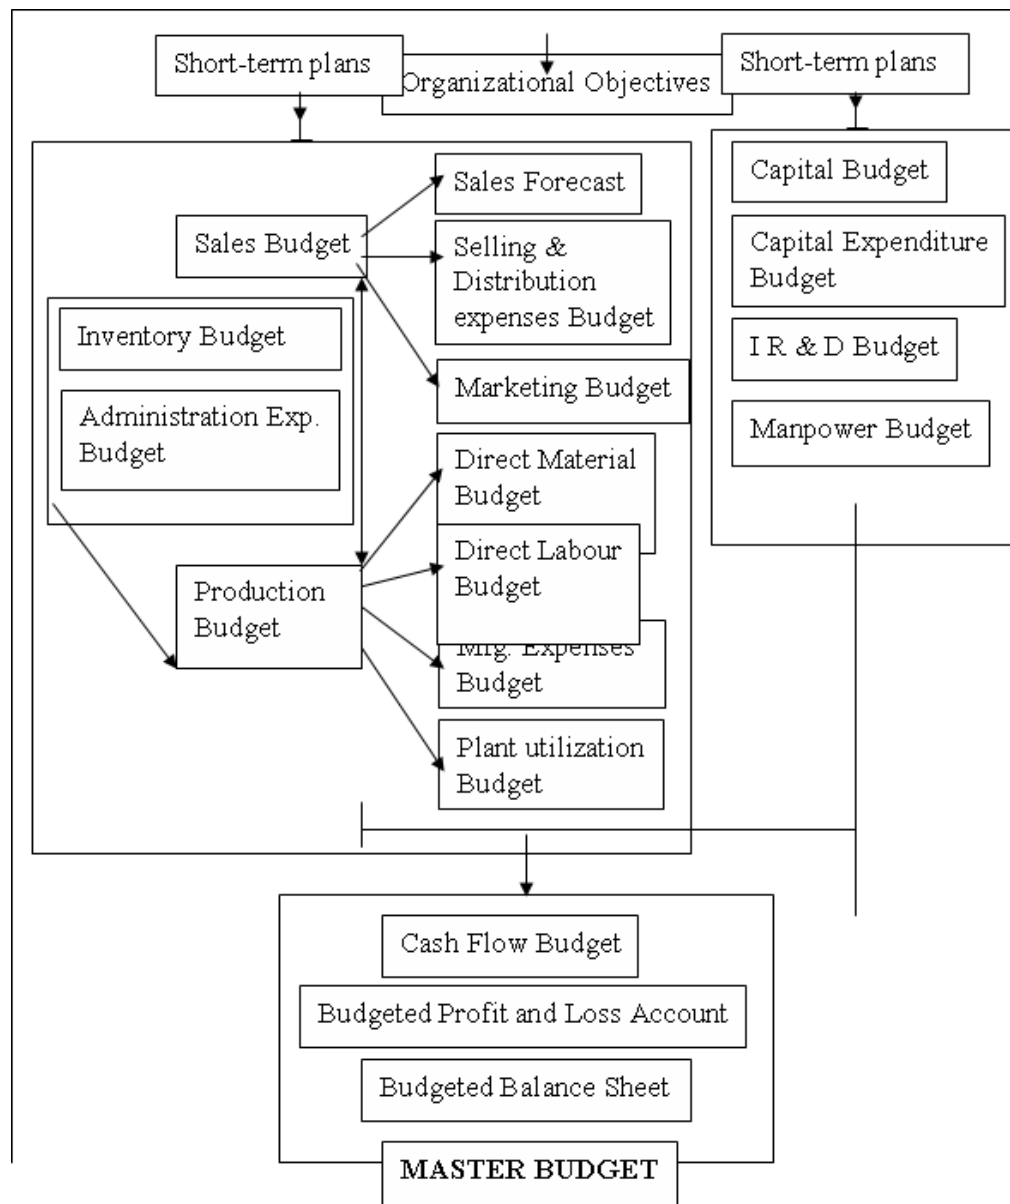 Short-term plans
Organizational Objectives
Short-term plans
Sales Forecast
Sales Budget
Selling &
Distribution
expenses Budget
Marketing Budget
Inventory Budget
Administration Exp.
Budget
Direct Material
Budget
Direct Labour
Budget
Production
Budget
Mfg. Expenses
Budget
Plant utilization
Budget
Capital Budget
Capital Expenditure
Budget
I R & D Budget
Manpower Budget
Cash Flow Budget
Budgeted Profit and Loss Account
Budgeted Balance Sheet
MASTER BUDGET